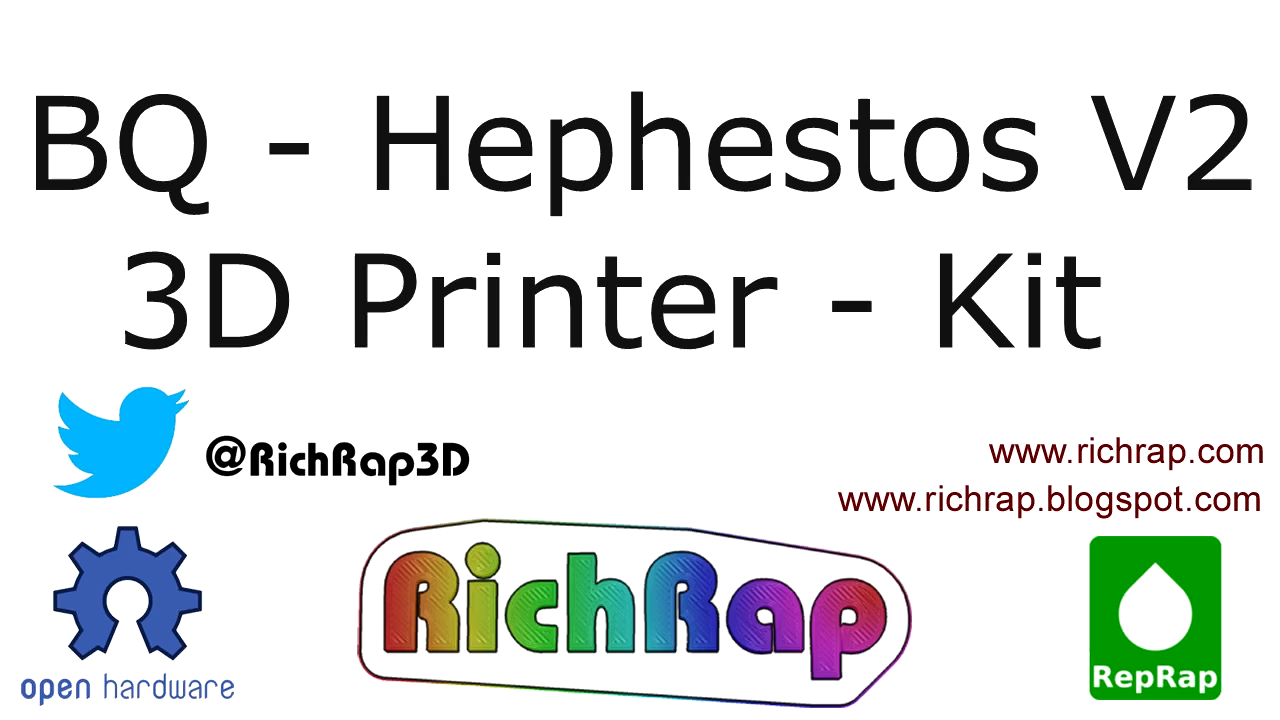 BQ - Hephestos V2
3D Printer - Kit
@RichRap3D
www.richrap.com
www.richrap.blogspot.com
open hardware
RichRap
RepRap